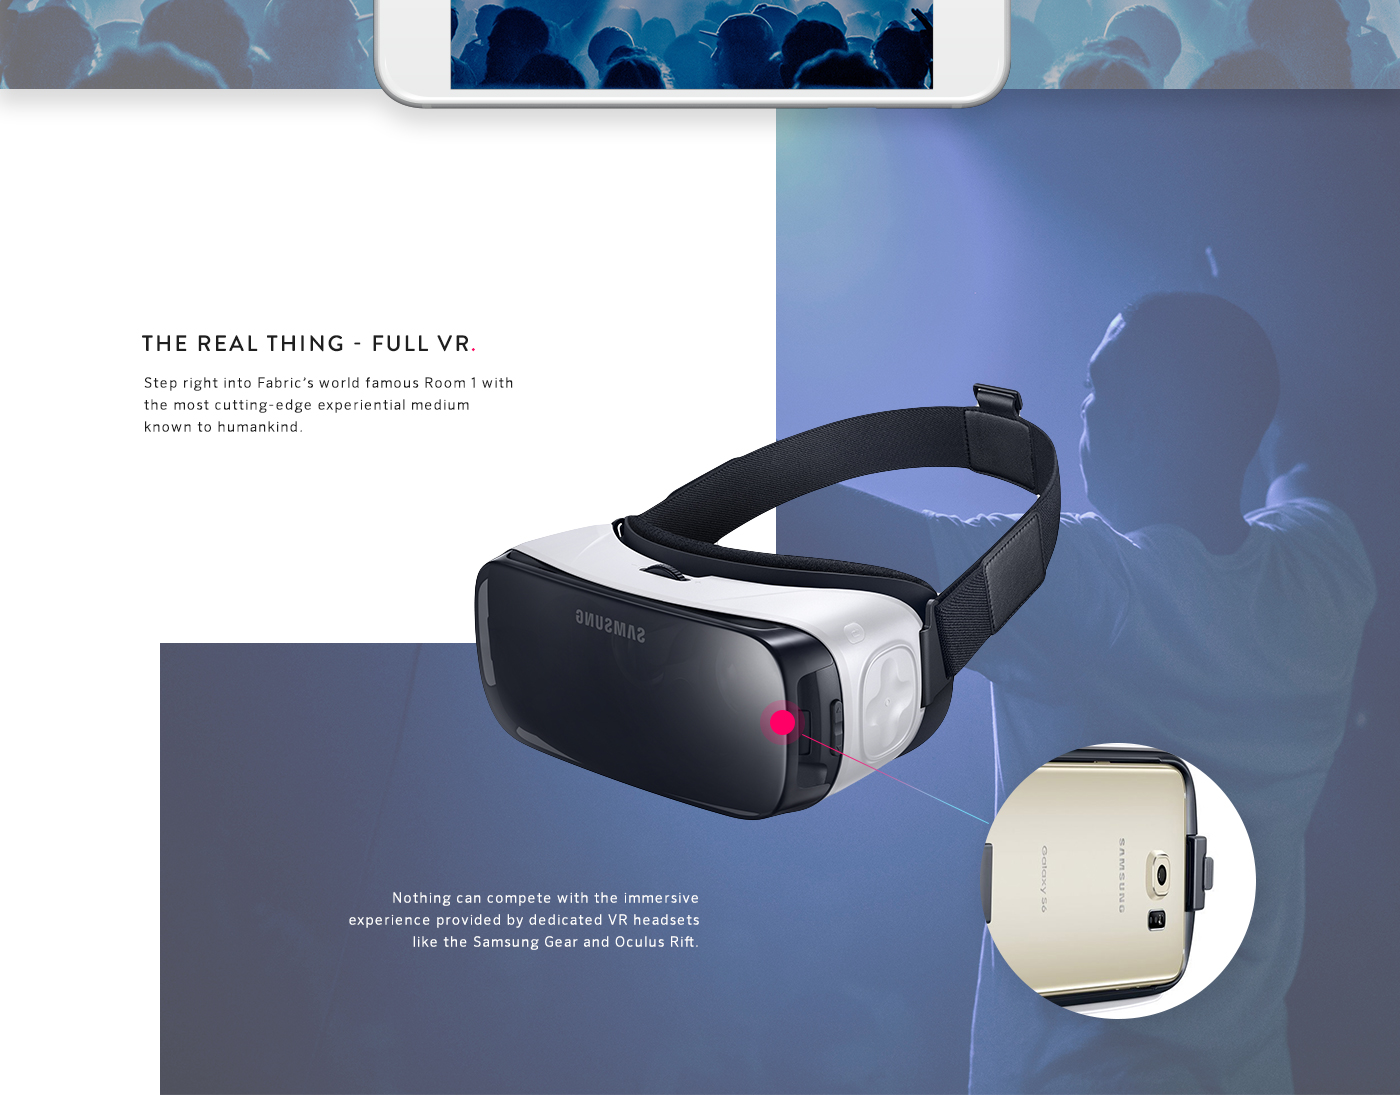 THE REAL THING - FULL VR.
Step right into Fabric's world famous Room 1 with
the most cutting-edge experiential medium
known to humankind.
SAMSUNG
SAMSUNG
Galaxy S6
Nothing can compete with the immersive
experience provided by dedicated VR headsets
like the Samsung Gear and Oculus Rift.